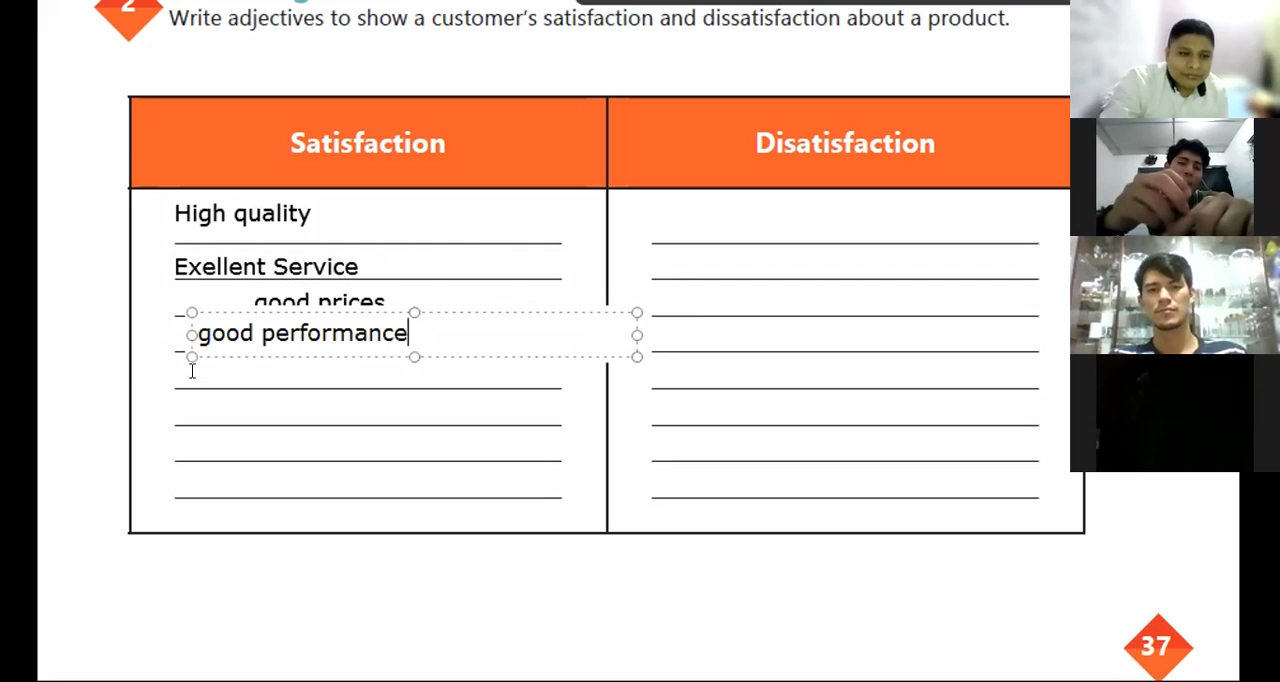 2
Write adjectives to show a customer's satisfaction and dissatisfaction about a product.
Satisfaction
Disatisfaction
High quality
Exellent Service
good prices
good performance
37